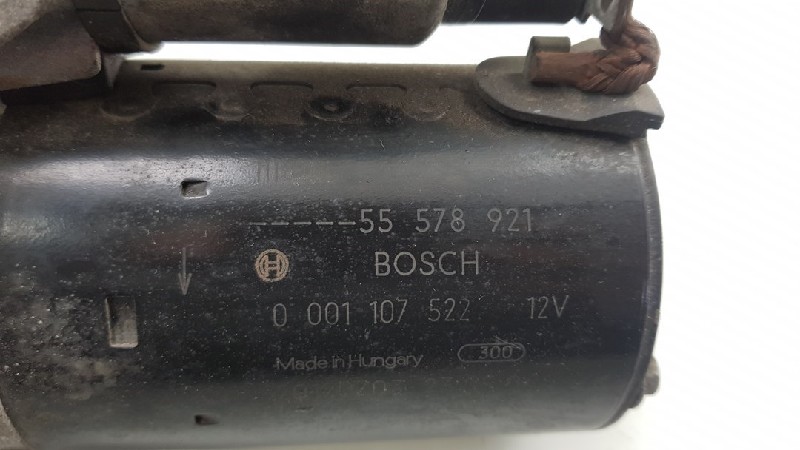 -----55 578 921
BOSCH
0 001 107 522 12V
Made in Hungary 300